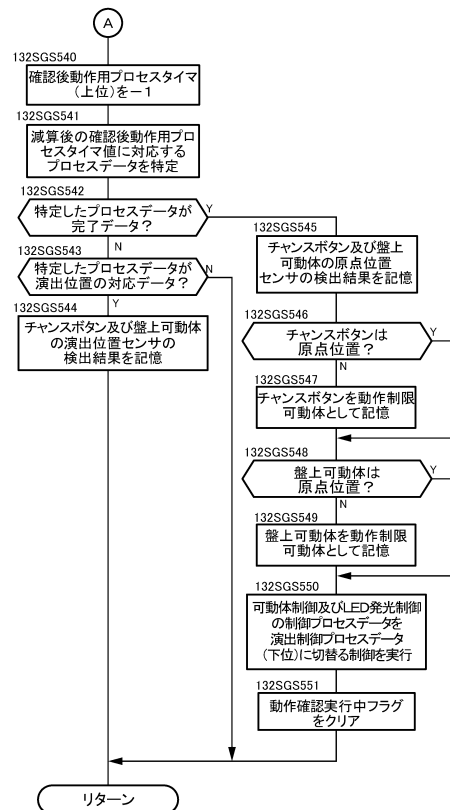 A
132SGS540
確認後動作用プロセスタイマ
(上位)を－1
132SGS541
減算後の確認後動作用プロ
セスタイマ値に対応する
プロセスデータを特定
132SGS542
特定したプロセスデータが
完了データ?
Y
N
132SGS543
特定したプロセスデータが
演出位置の対応データ?
N
Y
132SGS544
チャンスボタン及び盤上可動体
の演出位置センサの
検出結果を記憶
132SGS545
チャンスボタン及び盤上
可動体の原点位置
センサの検出結果を記憶
132SGS546
チャンスボタンは
原点位置?
Y
N
132SGS547
チャンスボタンを動作制限
可動体として記憶
132SGS548
盤上可動体は
原点位置?
Y
N
132SGS549
盤上可動体を動作制限
可動体として記憶
132SGS550
可動体制御及びLED発光制御
の制御プロセスデータを
演出制御プロセスデータ
(下位)に切替る制御を実行
132SGS551
動作確認実行中フラグ
をクリア
リターン